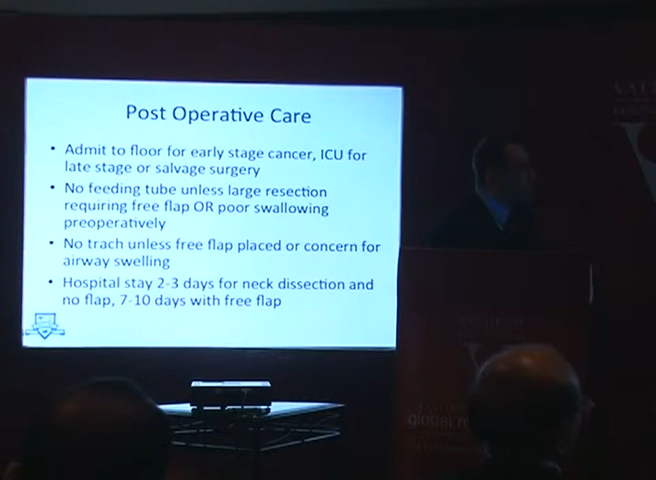 Post Operative Care
• Admit to floor for early stage cancer, ICU for
late stage or salvage surgery
• No feeding tube unless large resection
requiring free flap OR poor swallowing
preoperatively
• No trach unless free flap placed or concern for
airway swelling
• Hospital stay 2-3 days for neck dissection and
no flap, 7-10 days with free flap
global